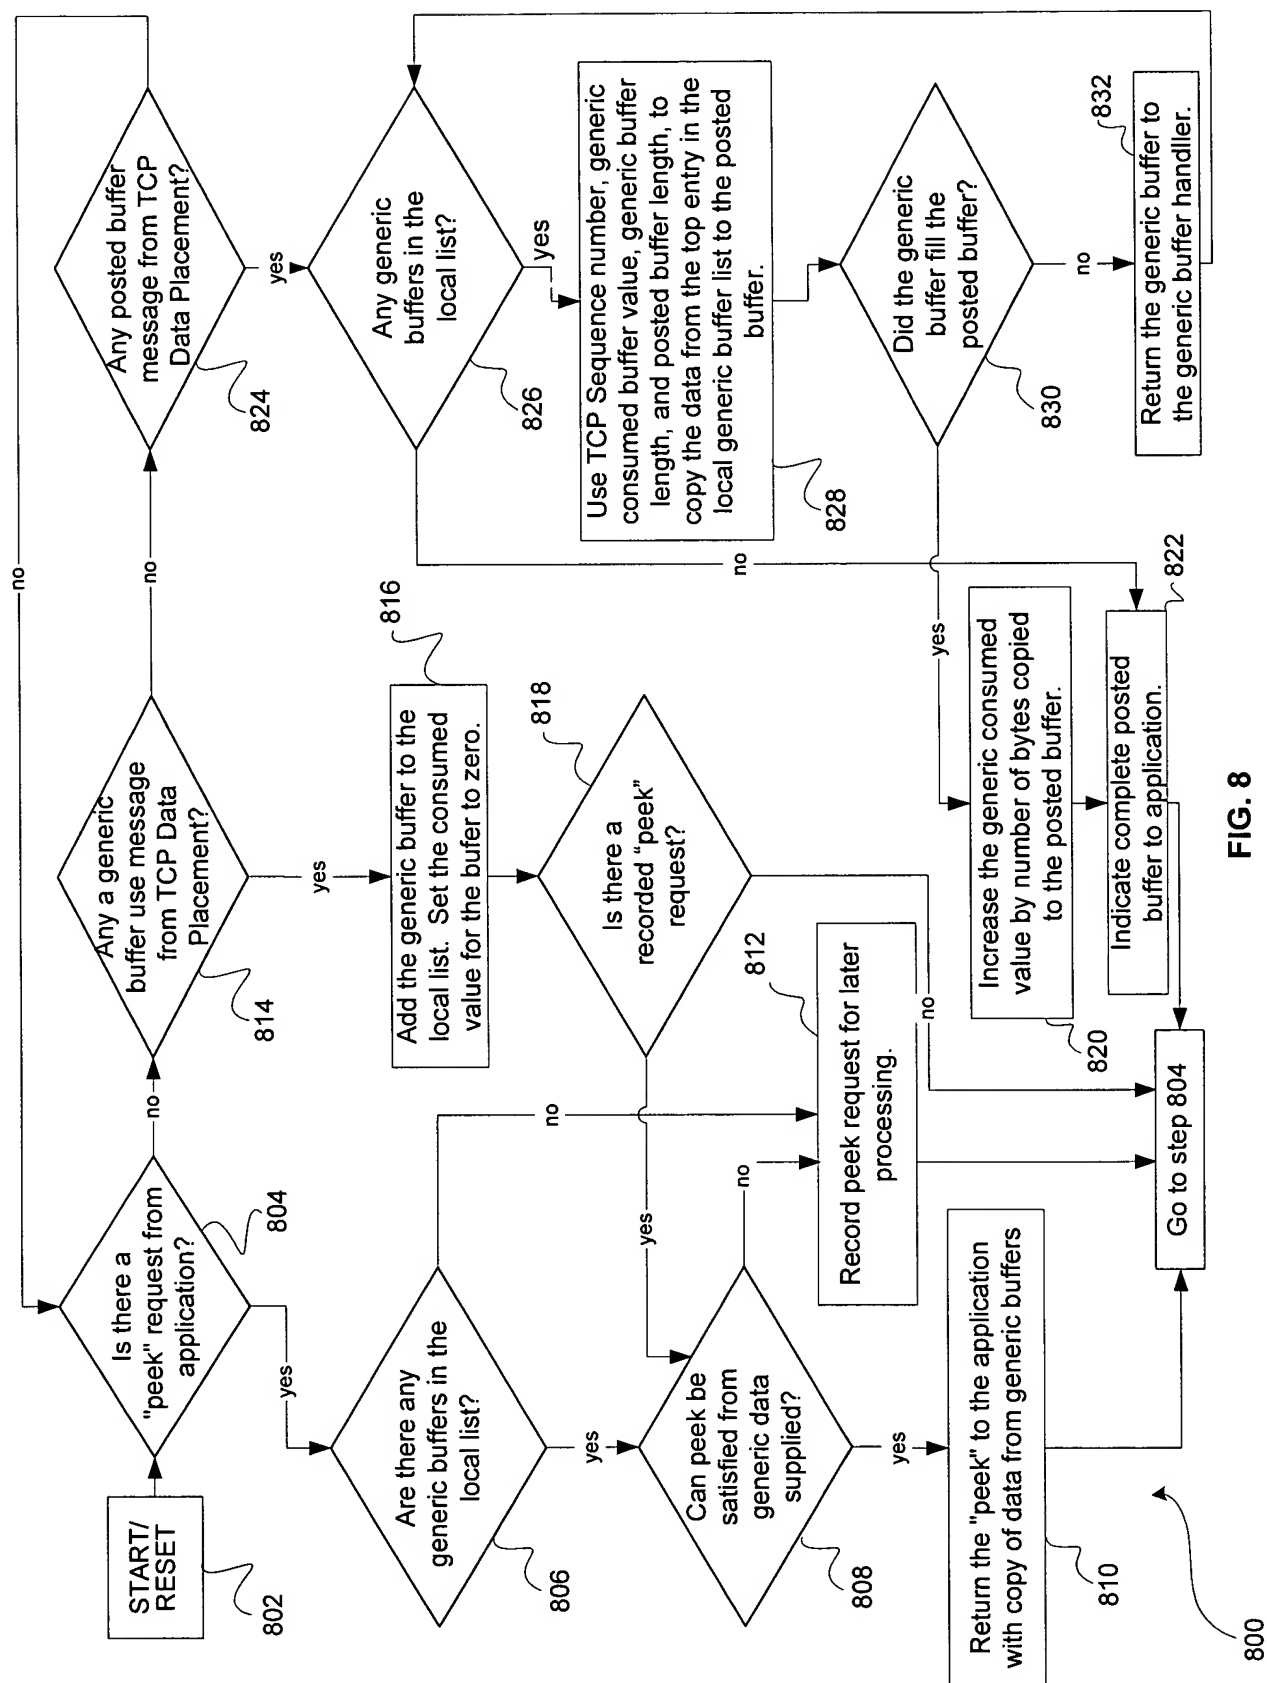 START/
RESET
802
Is there a
"peek" request from
application?
804
no
yes
Are there any
generic buffers in the
local list?
806
no
yes
Can peek be
satisfied from
generic data
supplied?
808
no
yes
Return the "peek" to the application
with copy of data from generic buffers
810
Record peek request for later
processing.
812
Any a generic
buffer use message
from TCP Data
Placement?
814
no
yes
Add the generic buffer to the
local list. Set the consumed
value for the bufer to zero.
816
Is there a
recorded “peek”
request?
818
yes
no
Any posted buffer
message from TCP
Data Placement?
824
no
yes
Any generic
buffers in the
local list?
826
no
yes
Use TCP Sequence number, generic
consumed buffer value, generic buffer
length, and posted buffer length, to
copy the data from the top entry in the
local generic buffer list to the posted
buffer.
828
Did the generic
buffer fill the
posted buffer?
830
yes
no
Return the generic buffer to
the generic buffer handller.
832
Increase the generic consumed
value by number of bytes copied
to the posted buffer.
820
Indicate complete posted
buffer to application.
822
Go to step 804
800
FIG. 8